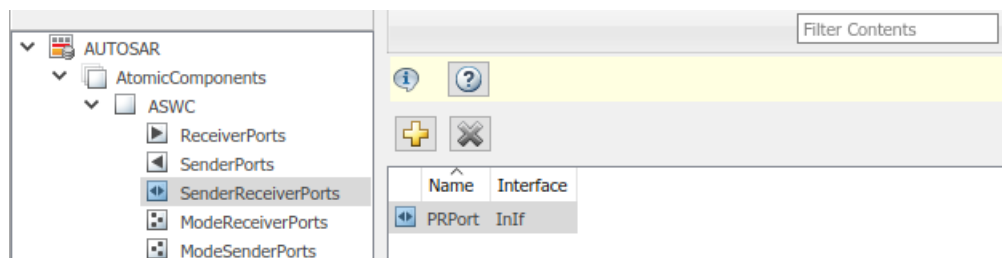 Filter Contents
AUTOSAR
AtomicComponents
ASWC
ReceiverPorts
SenderPorts
SenderReceiverPorts
ModeReceiverPorts
ModeSenderPorts
Name Interface
PRPort InIf